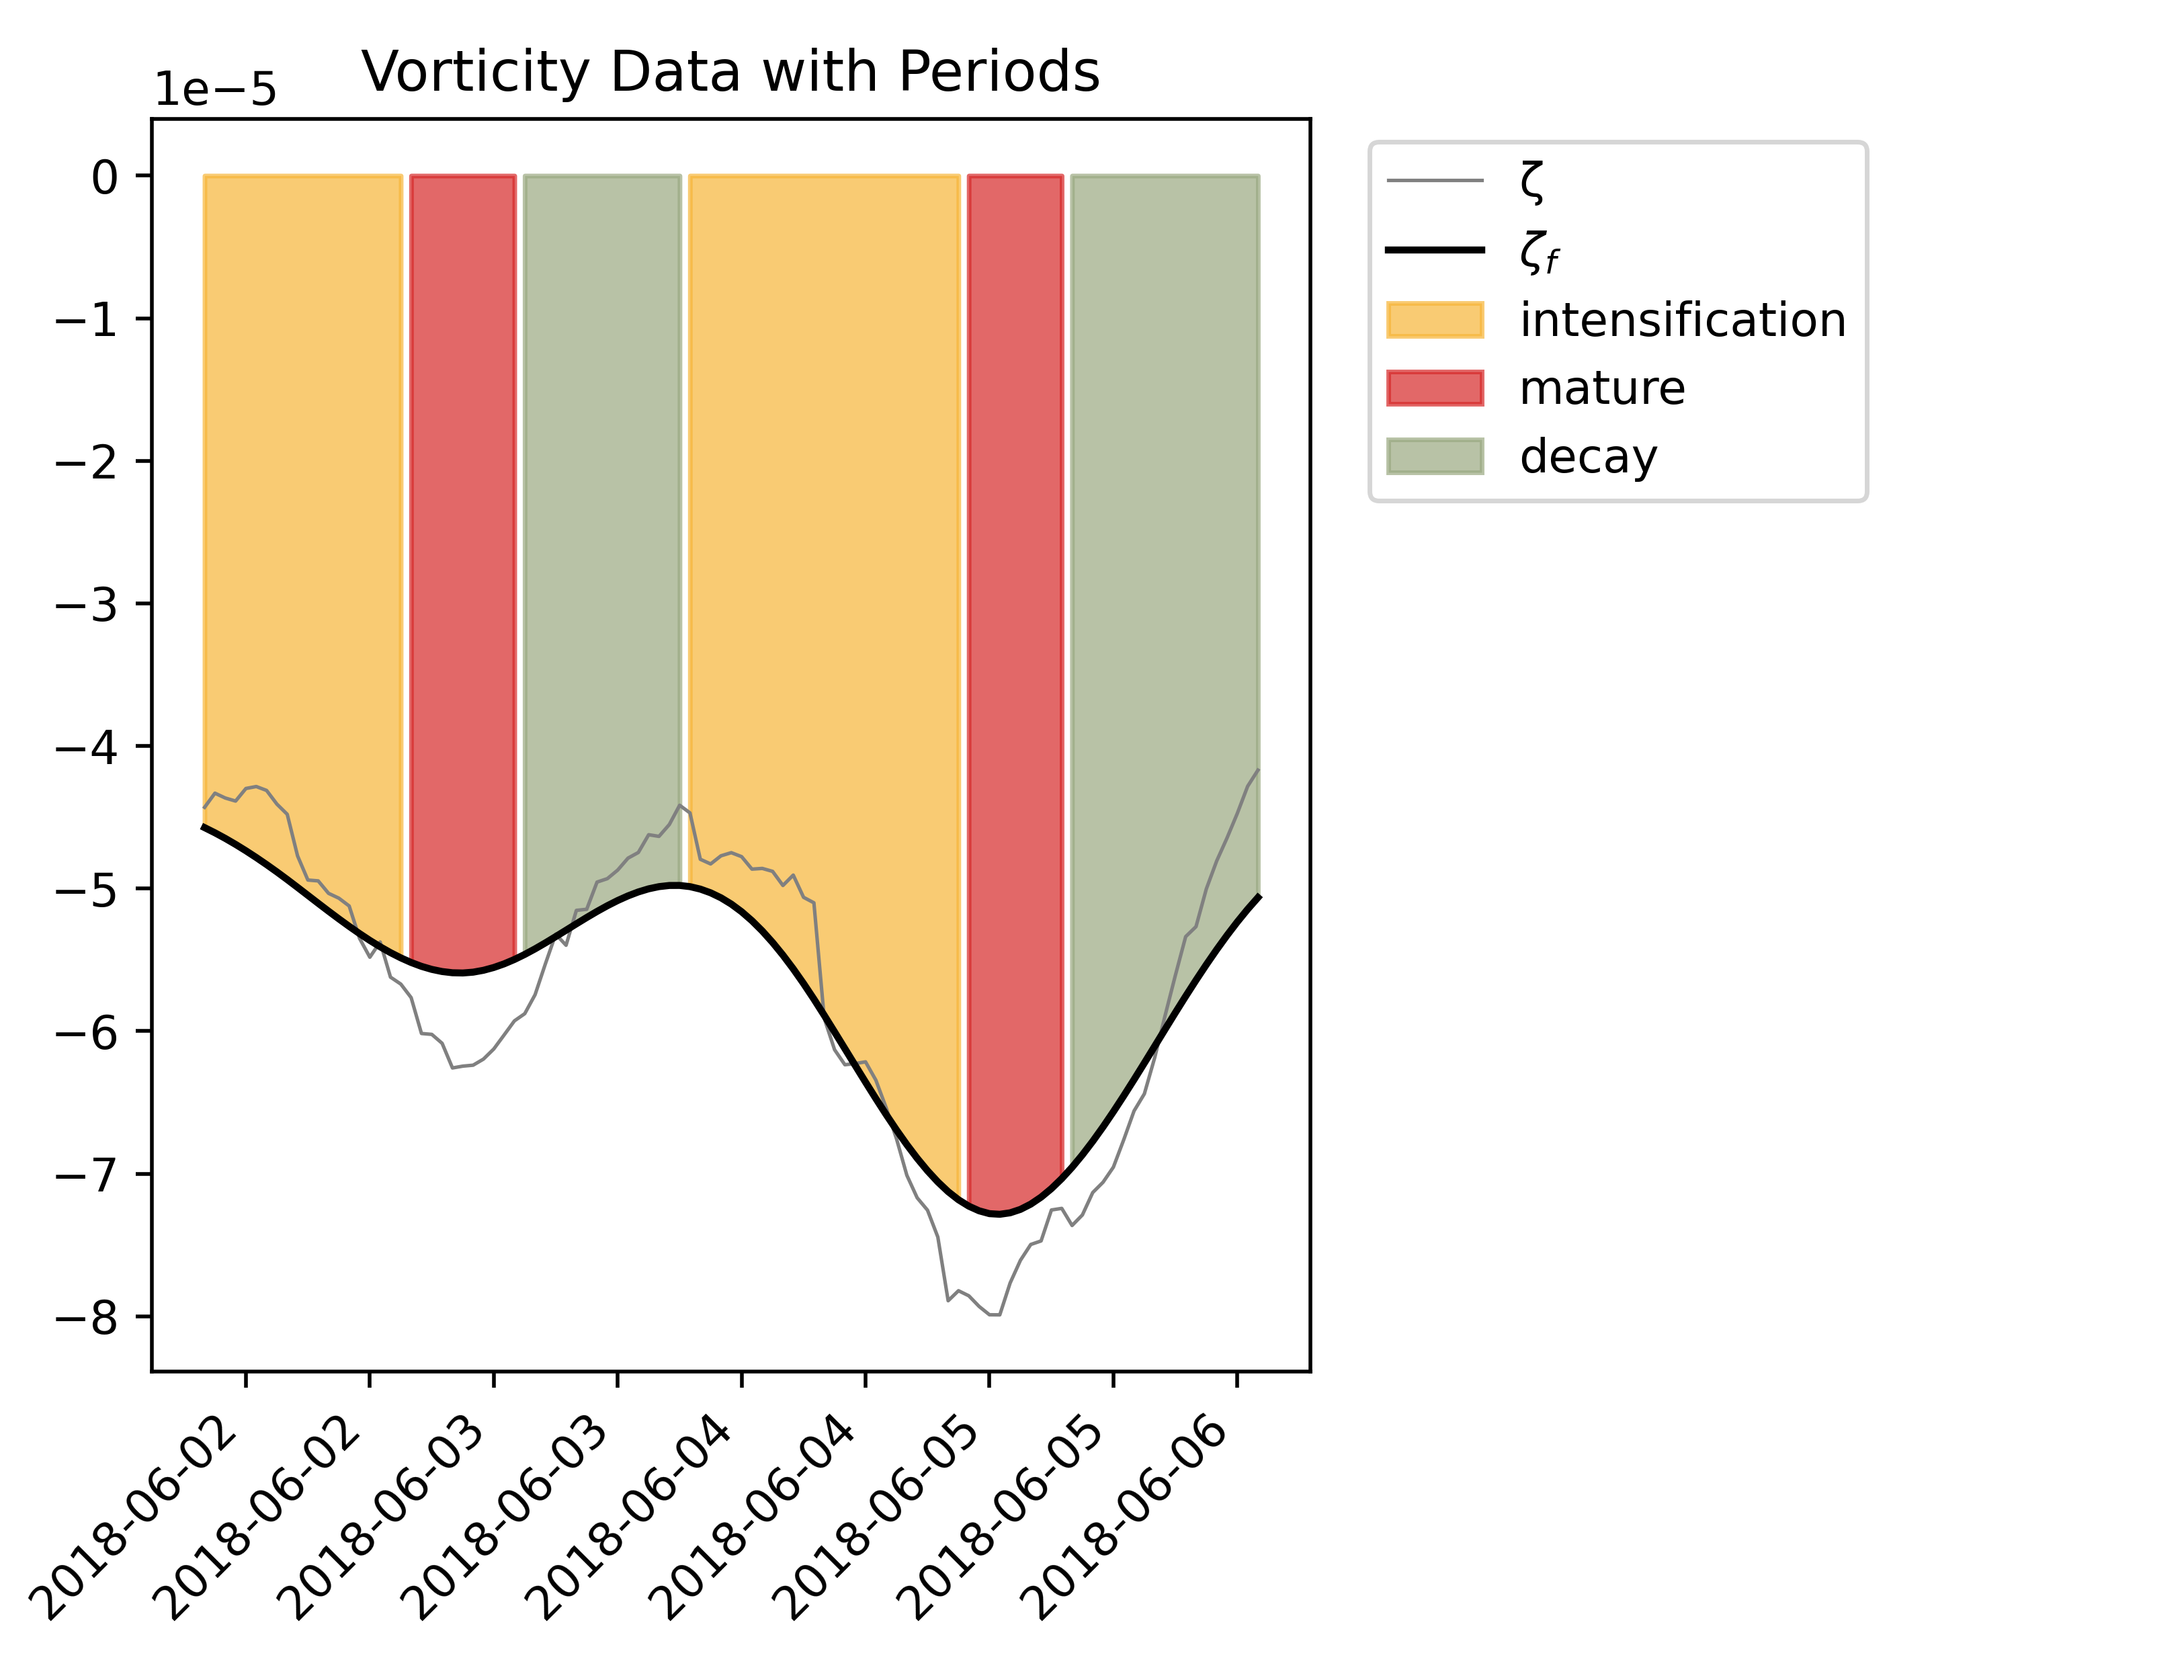 Vorticity Data with Periods
1e−5
0
−1
−2
−3
−4
−5
−6
−7
−8
2018-06-02
2018-06-02
2018-06-03
2018-06-03
2018-06-04
2018-06-04
2018-06-05
2018-06-05
2018-06-06
ζ
ζf
intensification
mature
decay